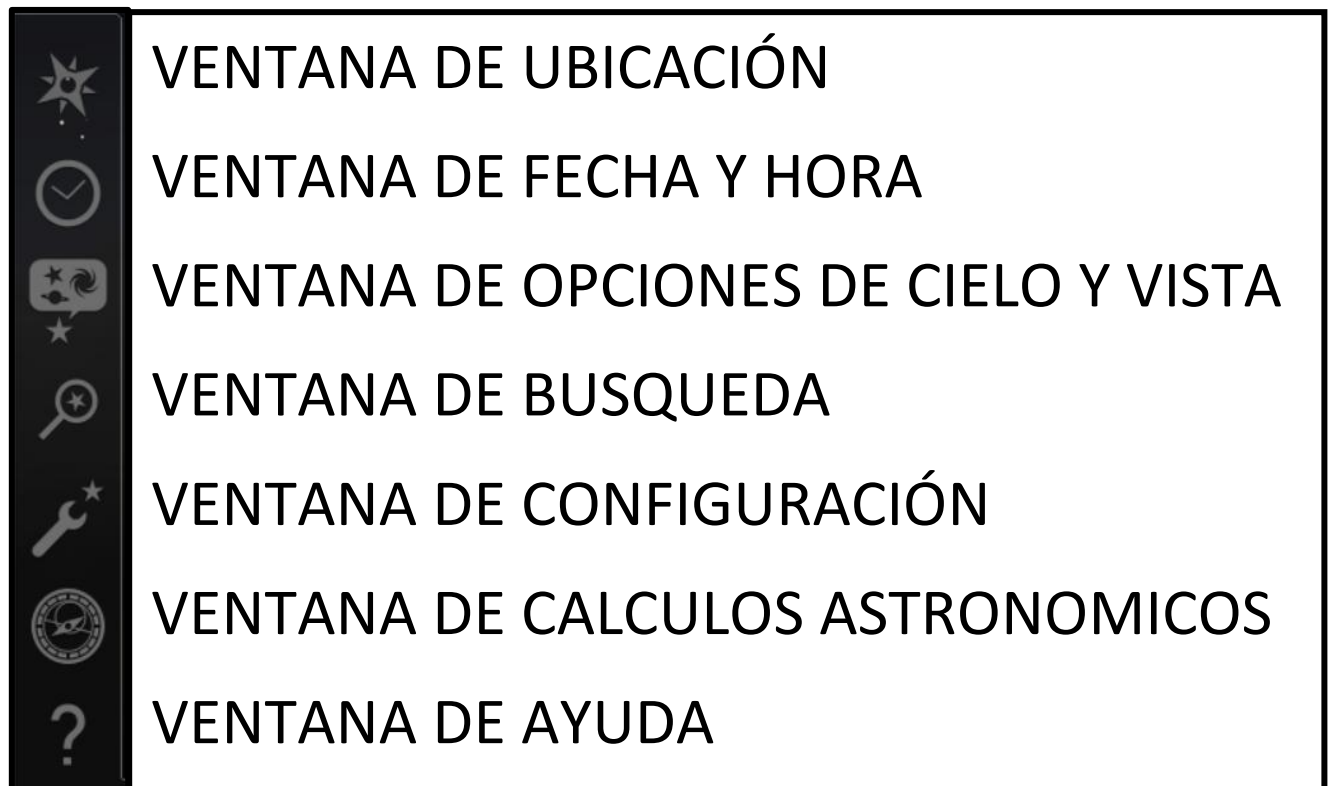 VENTANA DE UBICACIÓN
VENTANA DE FECHA Y HORA
VENTANA DE OPCIONES DE CIELO Y VISTA
VENTANA DE BUSQUEDA
VENTANA DE CONFIGURACIÓN
VENTANA DE CALCULOS ASTRONOMICOS
? VENTANA DE AYUDA